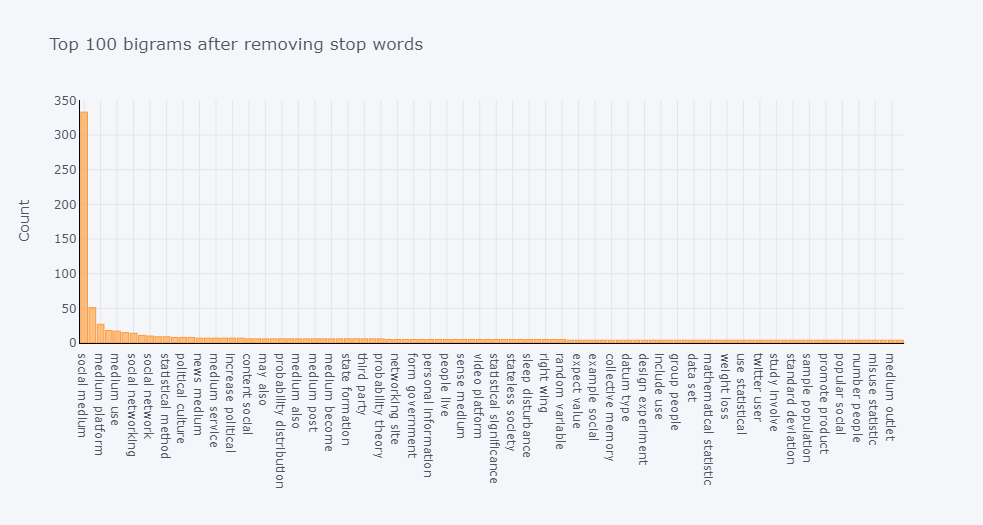 Top 100 bigrams after removing stop words
Count
350
300
250
200
150
100
50
0
social medium
medium platform
medium use
social networking
social network
statistical method
political culture
news medium
medium service
increase political
content social
may also
probability distribution
medium also
medium post
medium become
state formation
third party
probability theory
networking site
form government
personal information
people live
sense medium
video platform
statistical significance
stateless society
sleep disturbance
right wing
random variable
expect value
example social
collective memory
datum type
design experiment
include use
group people
data set
mathematical statistic
weight loss
use statistical
twitter user
study involve
standard deviation
sample population
promote product
popular social
number people
misuse statistic
medium outlet